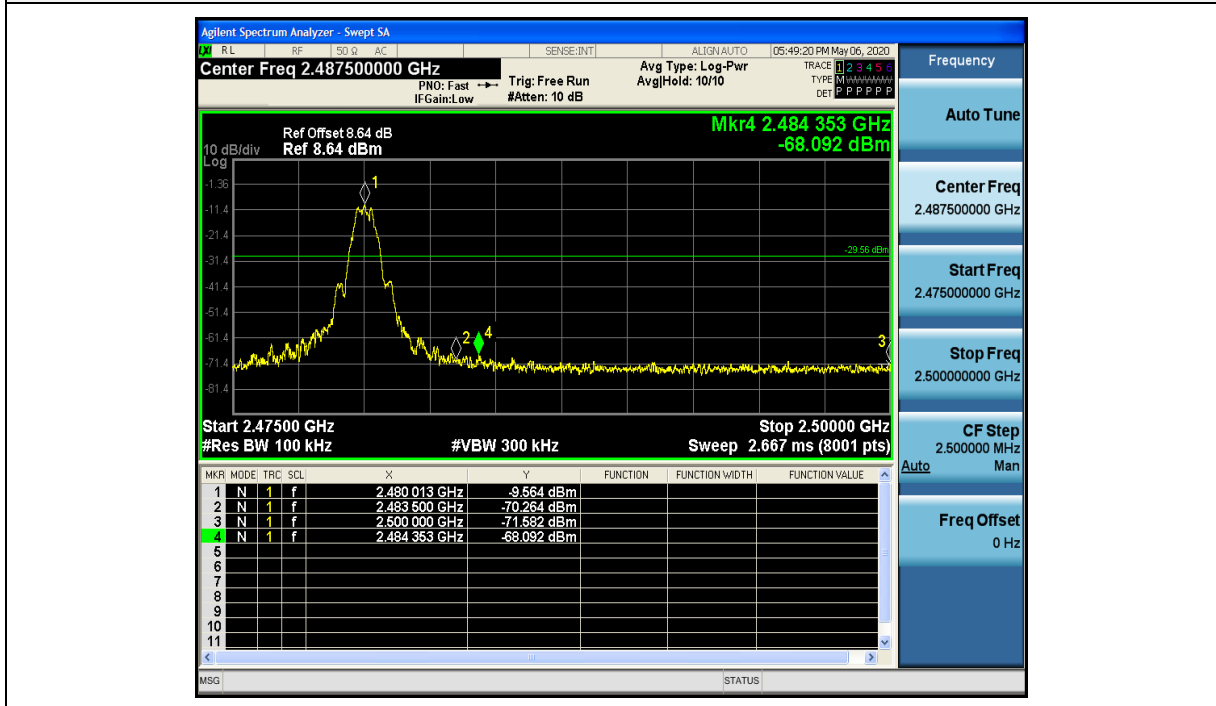 Agilent Spectrum Analyzer - Swept SA
LXI RL RF 50 Ω AC SENSE:INT ALIGN AUTO 05:49:20 PM May 06, 2020
Center Freq 2.487500000 GHz
PNO: Fast
IFGain:Low
Trig: Free Run
#Atten: 10 dB
Avg Type: Log-Pwr
Avg|Hold: 10/10
TRACE 1 2 3 4 5 6
TYPE M
DET P P P P P P
Mkr4 2.484 353 GHz
-68.092 dBm
Ref Offset 8.64 dB
10 dB/div Ref 8.64 dBm
Log
-1.36
-11.4
-21.4
-31.4
-41.4
-51.4
-61.4
-71.4
-81.4
1
-29.56 dBm
2
4
3
Start 2.47500 GHz Stop 2.50000 GHz
#Res BW 100 kHz #VBW 300 kHz Sweep 2.667 ms (8001 pts)
MKR MODE TRC SCL X Y FUNCTION FUNCTION WIDTH FUNCTION VALUE
1 N 1 f 2.480 013 GHz -9.564 dBm
2 N 1 f 2.483 500 GHz -70.264 dBm
3 N 1 f 2.500 000 GHz -71.582 dBm
4 N 1 f 2.484 353 GHz -68.092 dBm
5
6
7
8
9
10
11
MSG STATUS
Frequency
Auto Tune
Center Freq
2.487500000 GHz
Start Freq
2.475000000 GHz
Stop Freq
2.500000000 GHz
CF Step
2.500000 MHz
Auto Man
Freq Offset
0 Hz